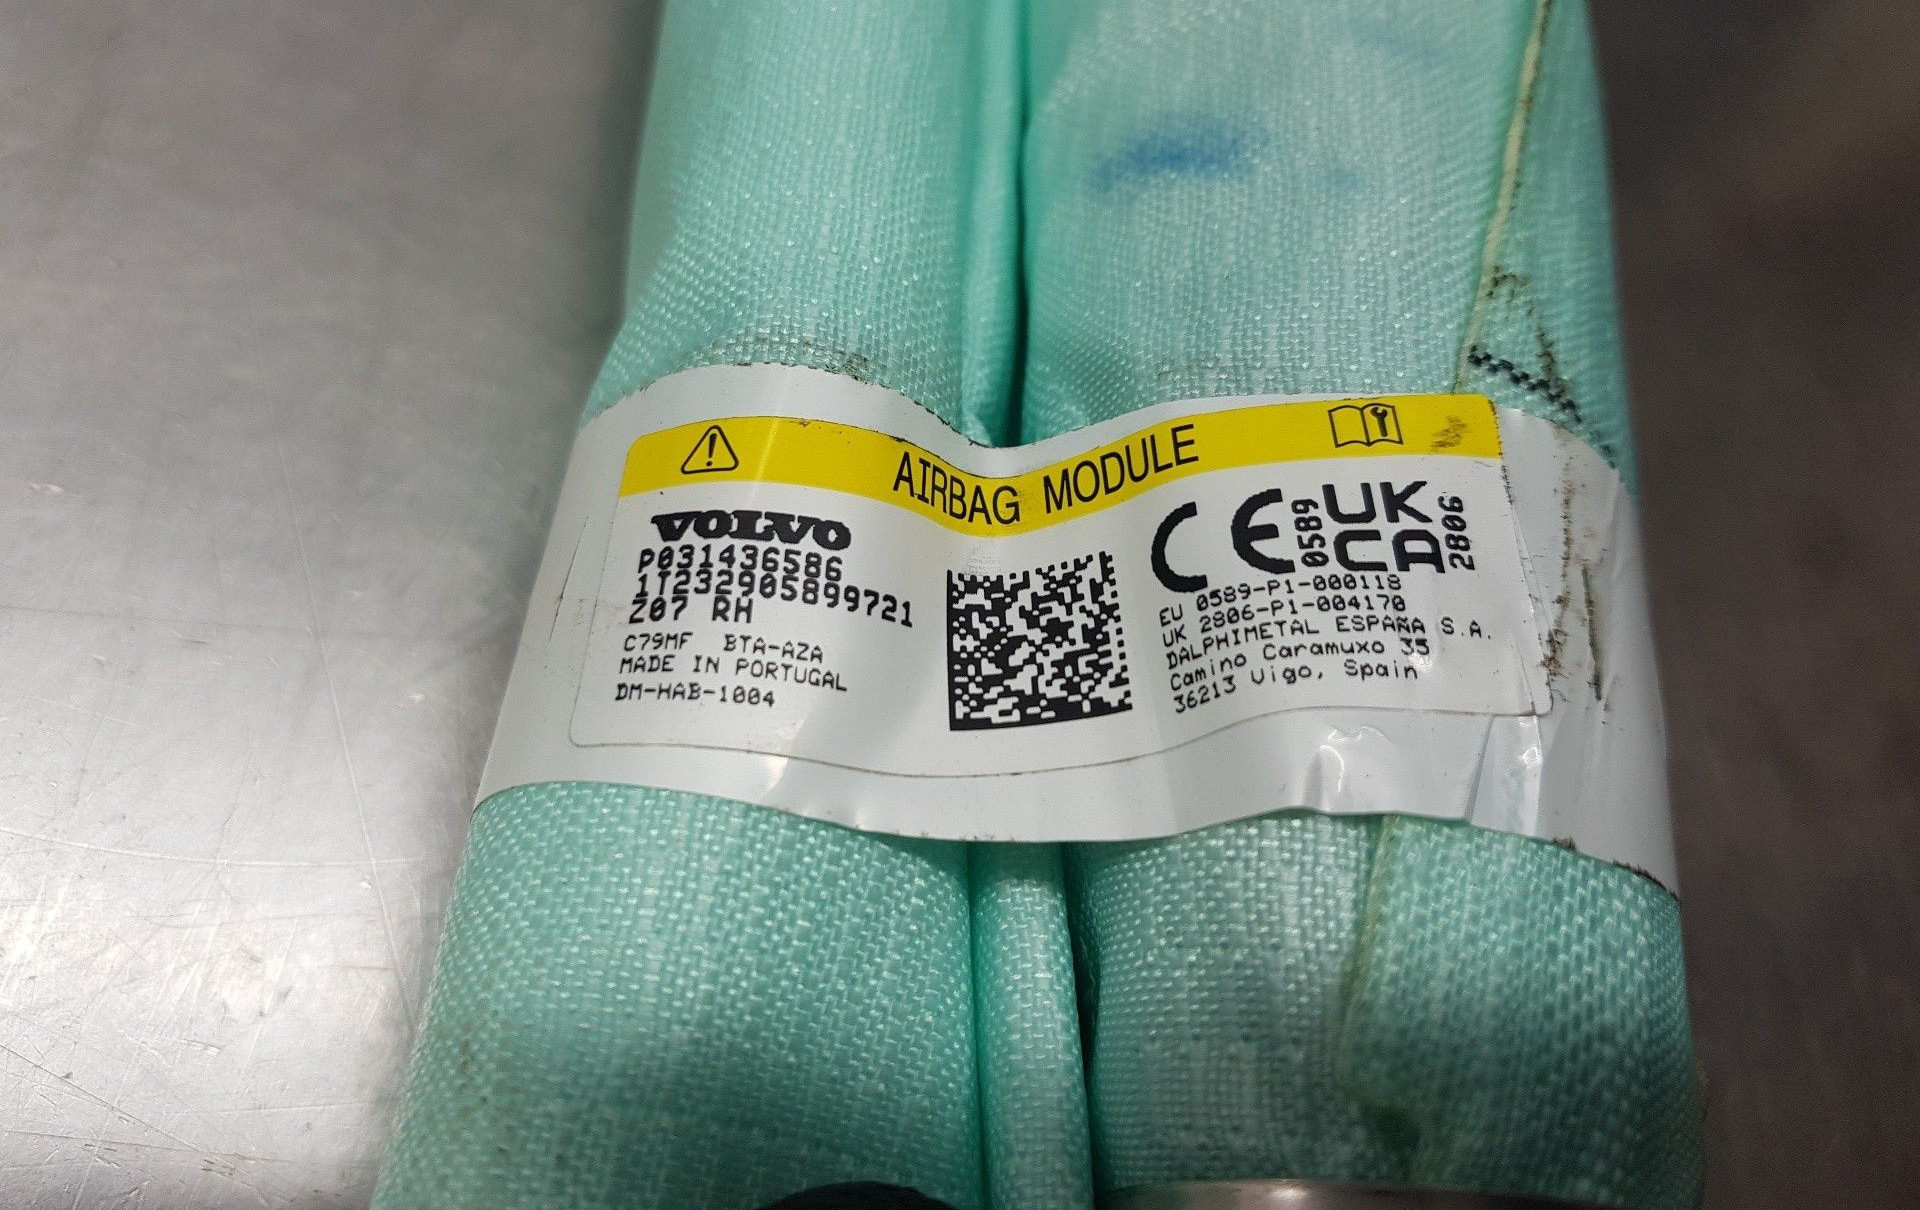 AIRBAG MODULE
VOLVO
P031436586
1T232905899721
Z07 RH
C79MF BTA-AZA
MADE IN PORTUGAL
DM-HAB-1004
CE 0589
UK
CA 2806
EU 0589-P1-000118
UK 2806-P1-004170
DALPHIMETAL ESPAÑA S.A.
Camino Caramuxo 35
36213 Vigo, Spain